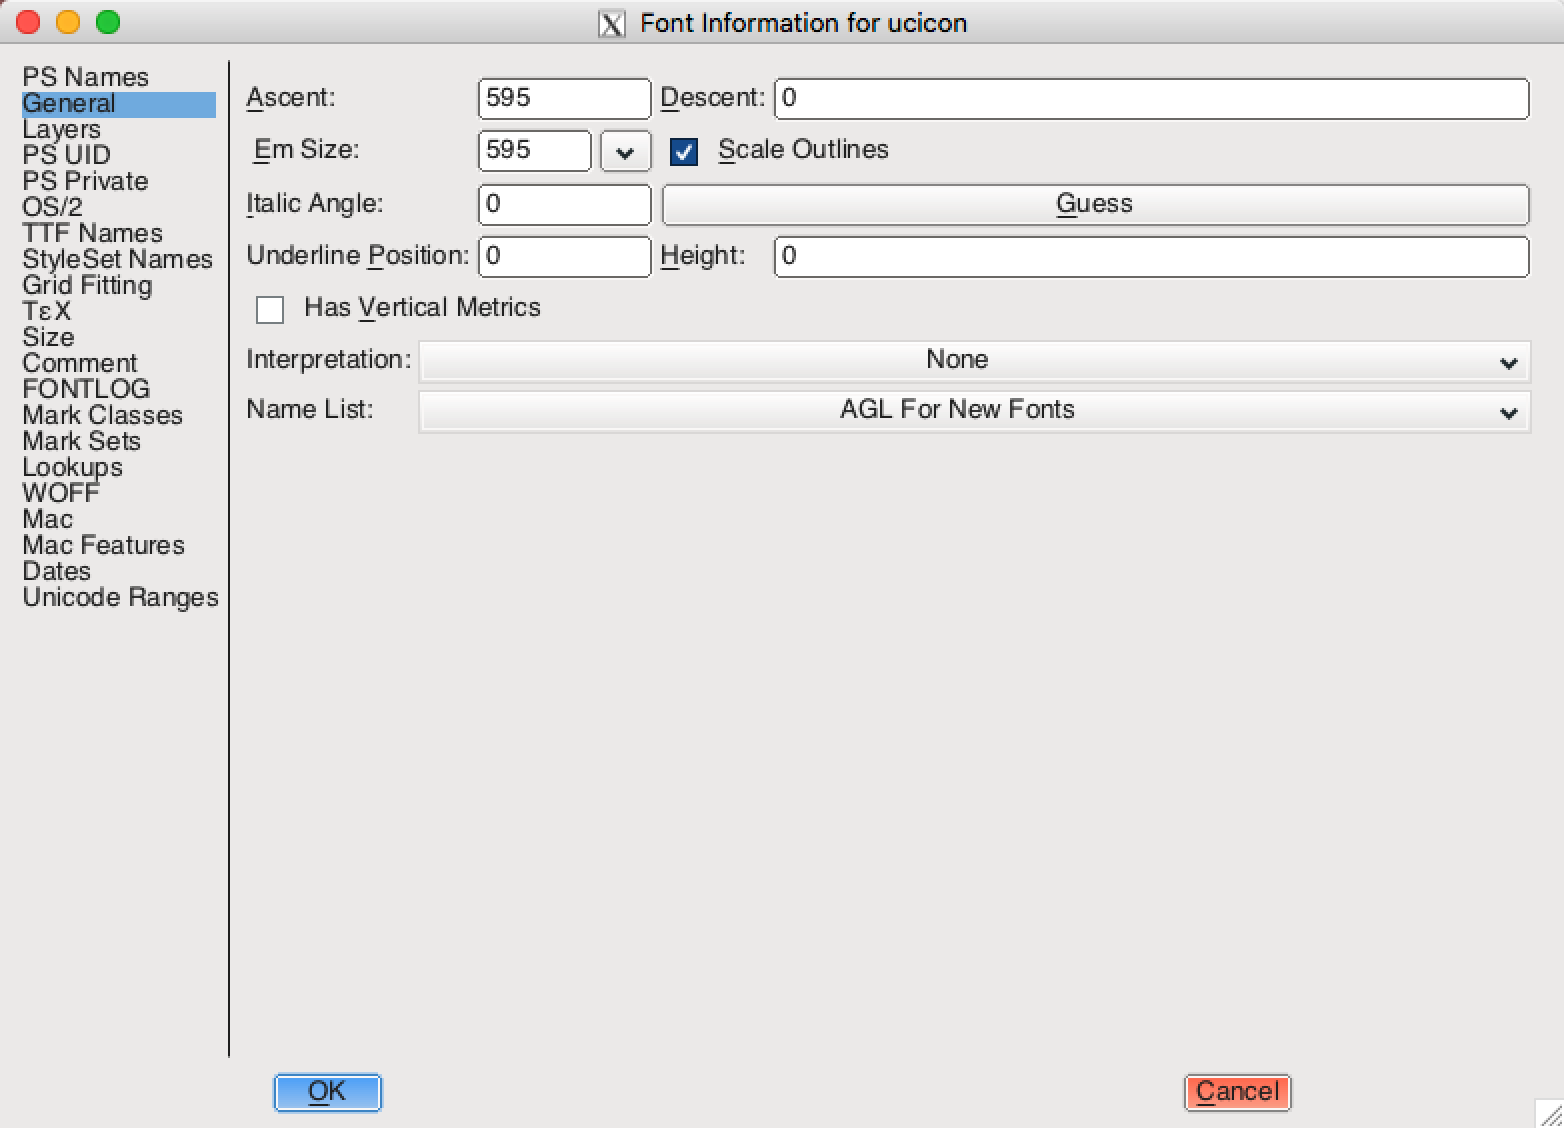 Font Information for ucicon
PS Names
General
Layers
PS UID
PS Private
OS/2
TTF Names
StyleSet Names
Grid Fitting
TεX
Size
Comment
FONTLOG
Mark Classes
Mark Sets
Lookups
WOFF
Mac
Mac Features
Dates
Unicode Ranges
Ascent: 595 Descent: 0
Em Size: 595 Scale Outlines
Italic Angle: 0 Guess
Underline Position: 0 Height: 0
Has Vertical Metrics
Interpretation: None
Name List: AGL For New Fonts
OK Cancel